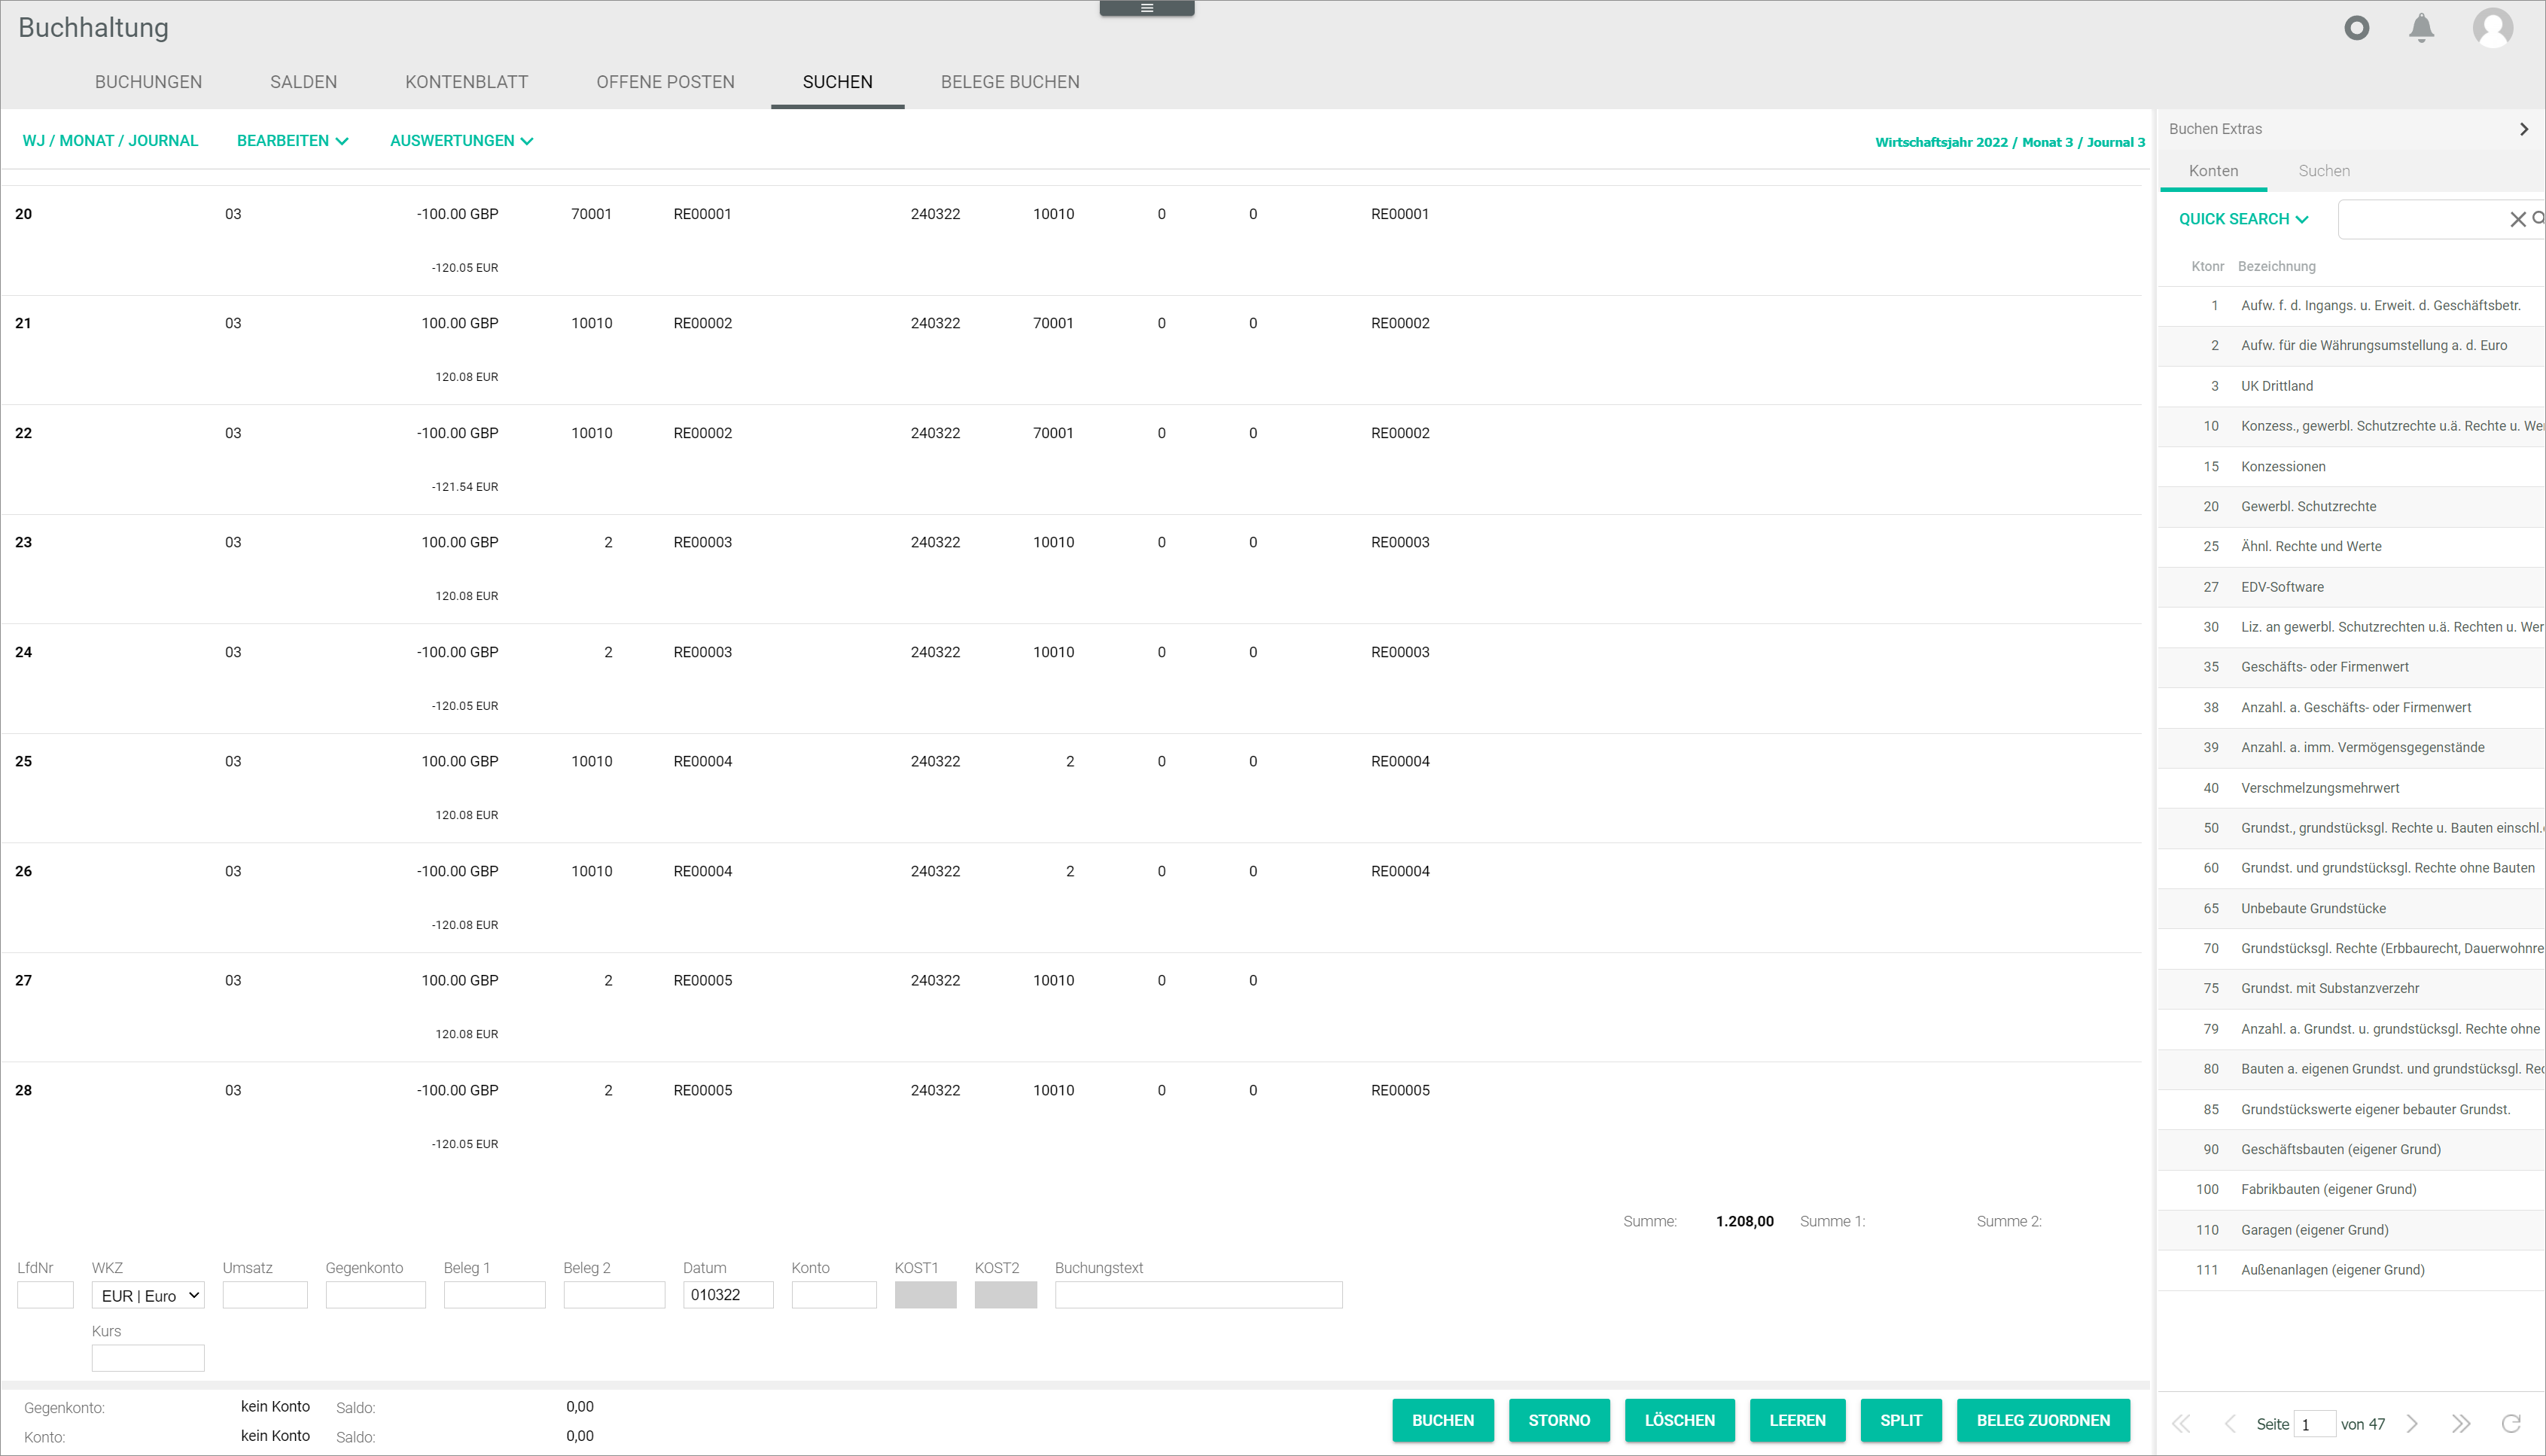 Buchhaltung
BUCHUNGEN SALDEN KONTENBLATT OFFENE POSTEN SUCHEN BELEGE BUCHEN
WJ / MONAT / JOURNAL BEARBEITEN AUSWERTUNGEN Wirtschaftsjahr 2022 / Monat 3 / Journal 3
20 03 -100.00 GBP 70001 RE00001 240322 10010 0 0 RE00001
-120.05 EUR
21 03 100.00 GBP 10010 RE00002 240322 70001 0 0 RE00002
120.08 EUR
22 03 -100.00 GBP 10010 RE00002 240322 70001 0 0 RE00002
-121.54 EUR
23 03 100.00 GBP 2 RE00003 240322 10010 0 0 RE00003
120.08 EUR
24 03 -100.00 GBP 2 RE00003 240322 10010 0 0 RE00003
-120.05 EUR
25 03 100.00 GBP 10010 RE00004 240322 2 0 0 RE00004
120.08 EUR
26 03 -100.00 GBP 10010 RE00004 240322 2 0 0 RE00004
-120.08 EUR
27 03 100.00 GBP 2 RE00005 240322 10010 0 0
120.08 EUR
28 03 -100.00 GBP 2 RE00005 240322 10010 0 0 RE00005
-120.05 EUR
Summe: 1.208,00 Summe 1: Summe 2:
LfdNr WKZ Umsatz Gegenkonto Beleg 1 Beleg 2 Datum Konto KOST1 KOST2 Buchungstext
EUR | Euro 010322
Kurs
Gegenkonto: kein Konto Saldo: 0,00
Konto: kein Konto Saldo: 0,00
BUCHEN STORNO LÖSCHEN LEEREN SPLIT BELEG ZUORDNEN
Buchen Extras
Konten Suchen
QUICK SEARCH
Ktonr Bezeichnung
1 Aufw. f. d. Ingangs. u. Erweit. d. Geschäftsbetr.
2 Aufw. für die Währungsumstellung a. d. Euro
3 UK Drittland
10 Konzess., gewerbl. Schutzrechte u.ä. Rechte u. We
15 Konzessionen
20 Gewerbl. Schutzrechte
25 Ähnl. Rechte und Werte
27 EDV-Software
30 Liz. an gewerbl. Schutzrechten u.ä. Rechten u. Wer
35 Geschäfts- oder Firmenwert
38 Anzahl. a. Geschäfts- oder Firmenwert
39 Anzahl. a. imm. Vermögensgegenstände
40 Verschmelzungsmehrwert
50 Grundst., grundstücksgl. Rechte u. Bauten einschl.
60 Grundst. und grundstücksgl. Rechte ohne Bauten
65 Unbebaute Grundstücke
70 Grundstücksgl. Rechte (Erbbaurecht, Dauerwohnre
75 Grundst. mit Substanzverzehr
79 Anzahl. a. Grundst. u. grundstücksgl. Rechte ohne
80 Bauten a. eigenen Grundst. und grundstücksgl. Rec
85 Grundstückswerte eigener bebauter Grundst.
90 Geschäftsbauten (eigener Grund)
100 Fabrikbauten (eigener Grund)
110 Garagen (eigener Grund)
111 Außenanlagen (eigener Grund)
Seite 1 von 47